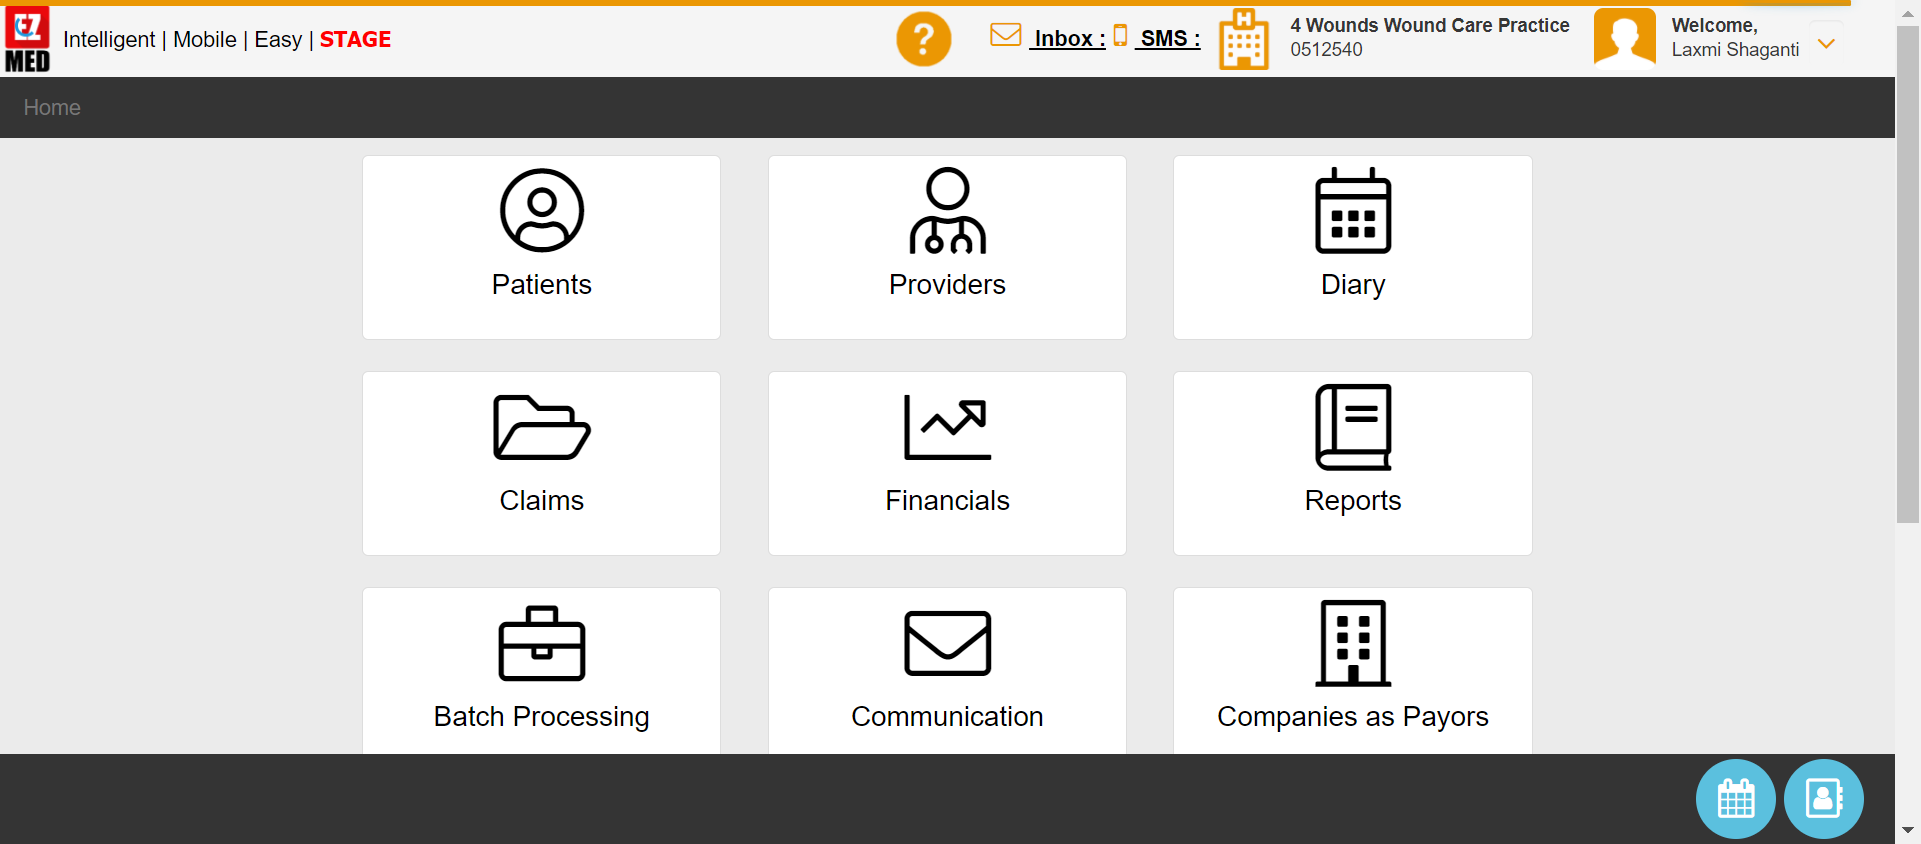 EZ
MED
Intelligent | Mobile | Easy | STAGE
?
Inbox :
SMS :
H
4 Wounds Wound Care Practice
0512540
Welcome,
Laxmi Shaganti
Home
Patients
Providers
Diary
Claims
Financials
Reports
Batch Processing
Communication
Companies as Payors